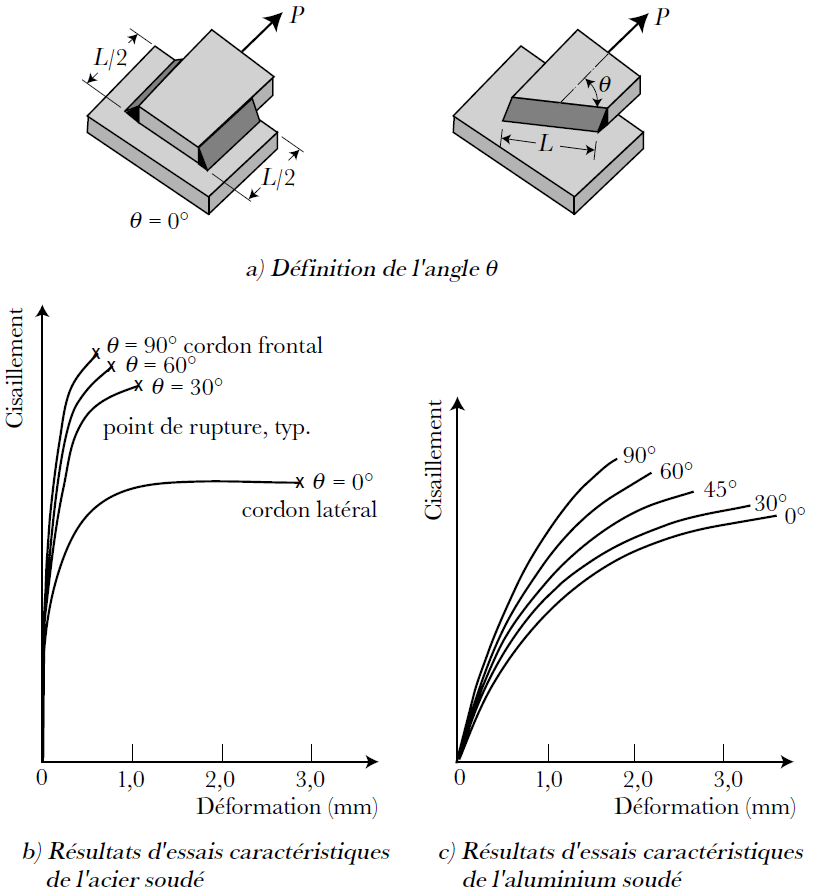 P
L/2
L/2
θ = 0°
P
θ
L
a) Définition de l'angle θ
Cisaillement
θ = 90° cordon frontal
θ = 60°
θ = 30°
point de rupture, typ.
θ = 0°
cordon latéral
0 1,0 2,0 3,0
Déformation (mm)
b) Résultats d'essais caractéristiques
de l'acier soudé
Cisaillement
90°
60°
45°
30°
0°
0 1,0 2,0 3,0
Déformation (mm)
c) Résultats d'essais caractéristiques
de l'aluminium soudé